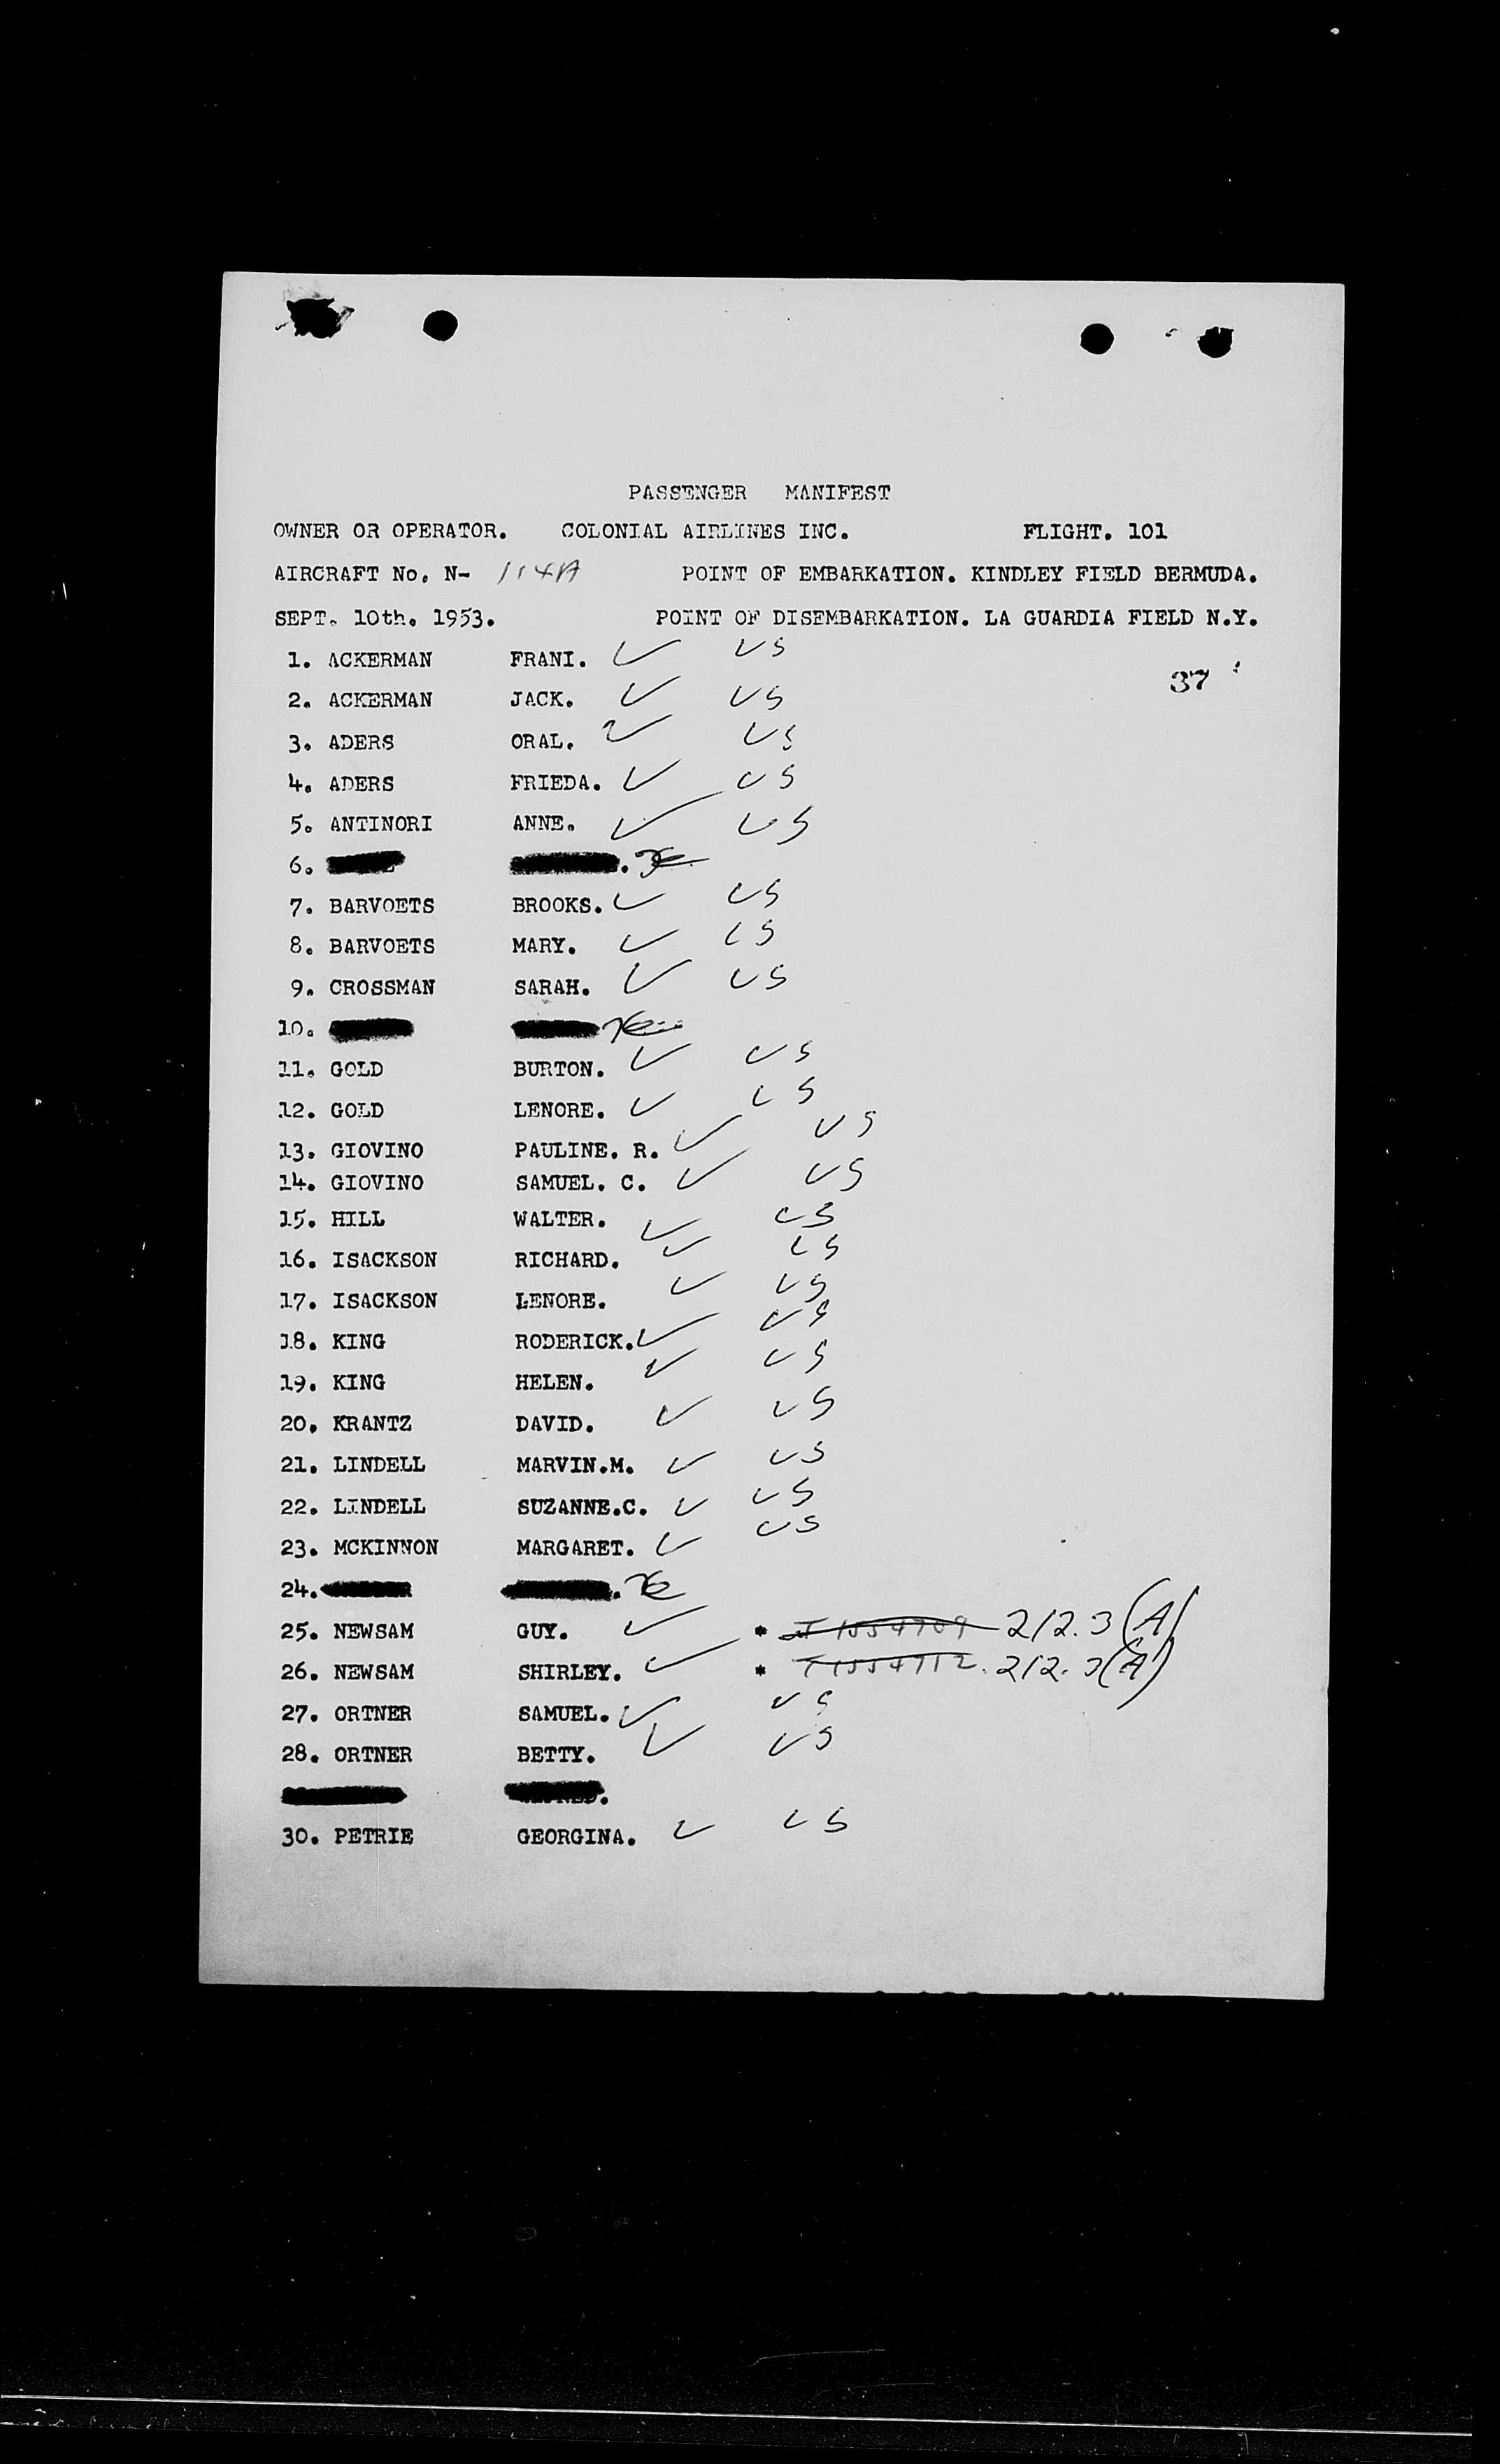 PASSENGER MANIFEST
OWNER OR OPERATOR. COLONIAL AIRLINES INC. FLIGHT. 101
AIRCRAFT No. N- 114A POINT OF EMBARKATION. KINDLEY FIELD BERMUDA.
SEPT. 10th. 1953. POINT OF DISEMBARKATION. LA GUARDIA FIELD N.Y.
1. ACKERMAN FRANI. ✓ US
37
2. ACKERMAN JACK. ✓ US
3. ADERS ORAL. ✓ US
4. ADERS FRIEDA. ✓ US
5. ANTINORI ANNE. ✓ US
6.
7. BARVOETS BROOKS. ✓ US
8. BARVOETS MARY. ✓ US
9. CROSSMAN SARAH. ✓ US
10.
11. GOLD BURTON. ✓ US
12. GOLD LENORE. ✓ US
13. GIOVINO PAULINE. R. ✓ US
14. GIOVINO SAMUEL. C. ✓ US
15. HILL WALTER. ✓ US
16. ISACKSON RICHARD. ✓ US
17. ISACKSON LENORE. ✓ US
18. KING RODERICK. ✓ US
19. KING HELEN. ✓ US
20. KRANTZ DAVID. ✓ US
21. LINDELL MARVIN.M. ✓ US
22. LINDELL SUZANNE.C. ✓ US
23. MCKINNON MARGARET. ✓ US
24.
25. NEWSAM GUY. ✓ * 212.3(A)
26. NEWSAM SHIRLEY. ✓ * 212.3(A)
27. ORTNER SAMUEL. ✓ US
28. ORTNER BETTY. ✓ US
30. PETRIE GEORGINA. ✓ US